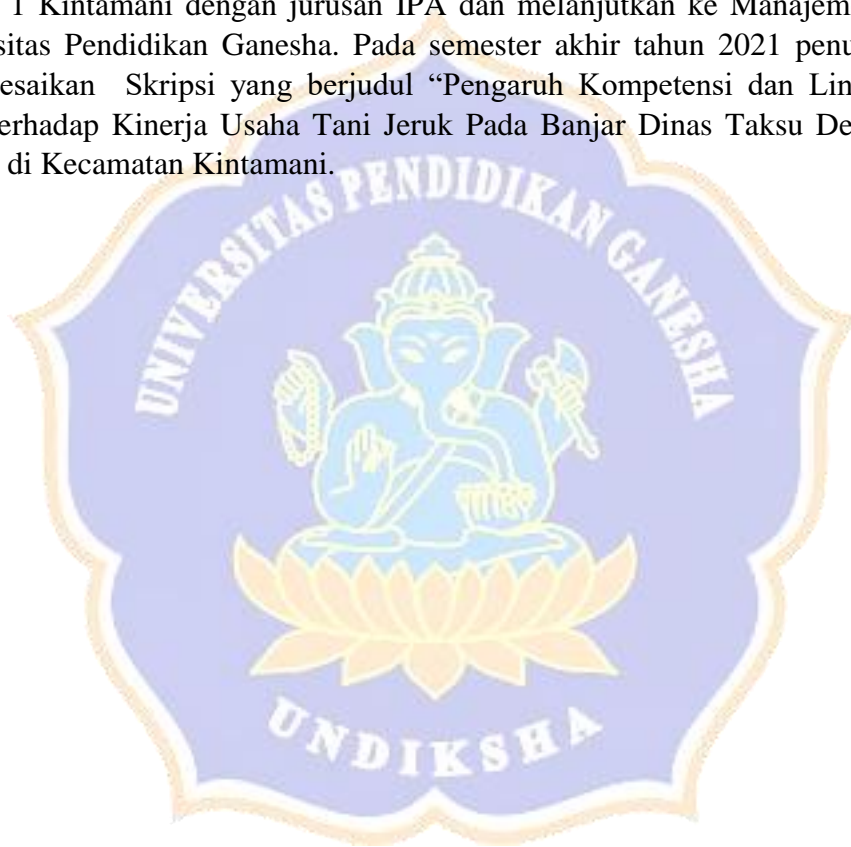 1 Kintamani dengan jurusan IPA dan melanjutkan ke Manajem
sitas Pendidikan Ganesha. Pada semester akhir tahun 2021 penu
esaikan Skripsi yang berjudul “Pengaruh Kompetensi dan Lin
erhadap Kinerja Usaha Tani Jeruk Pada Banjar Dinas Taksu De
di Kecamatan Kintamani.
UNIVERSITAS PENDIDIKAN GANESHA
UNDIKSHA